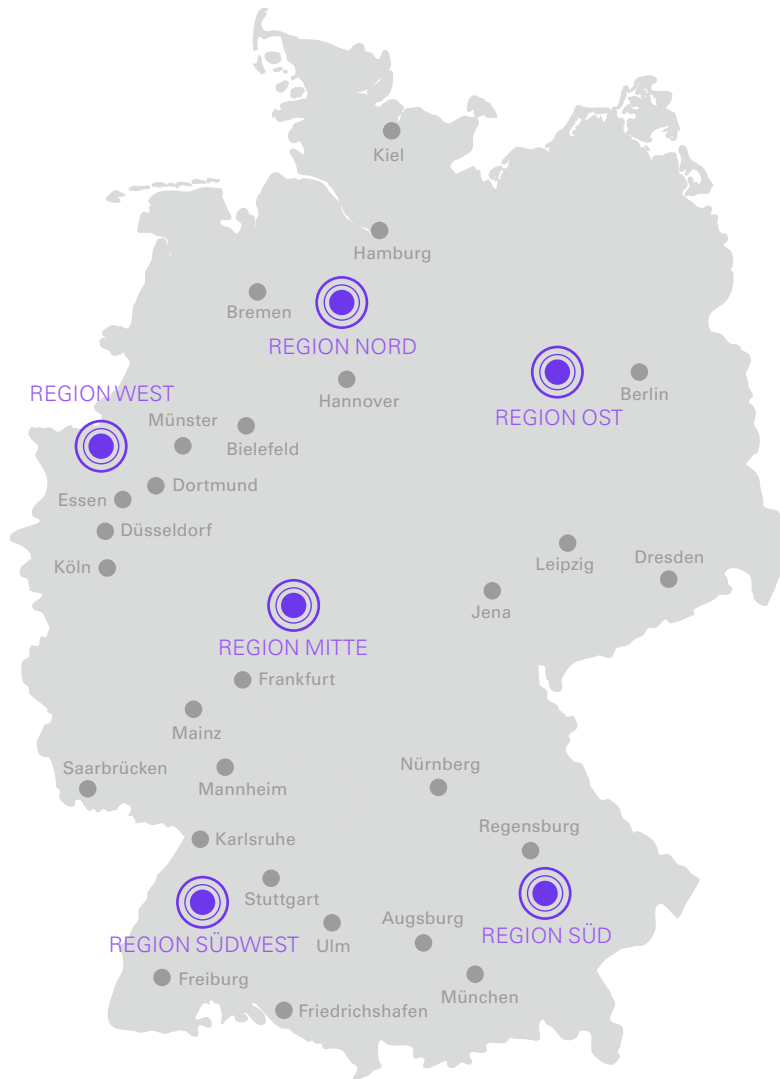 Kiel
Hamburg
Bremen
REGION NORD
Hannover
Berlin
REGION WEST
REGION OST
Münster
Bielefeld
Dortmund
Essen
Düsseldorf
Köln
Leipzig
Dresden
Jena
REGION MITTE
Frankfurt
Mainz
Saarbrücken
Mannheim
Nürnberg
Regensburg
Karlsruhe
Stuttgart
Augsburg
REGION SÜDWEST
Ulm
REGION SÜD
Freiburg
München
Friedrichshafen